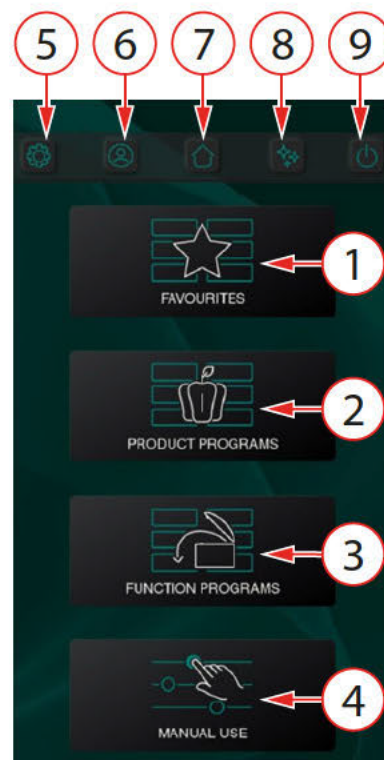 5 6 7 8 9
1
FAVOURITES
2
PRODUCT PROGRAMS
3
FUNCTION PROGRAMS
4
MANUAL USE